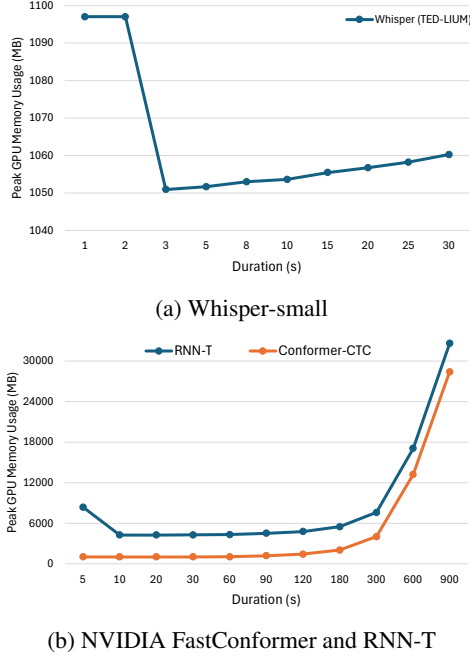 Whisper (TED-LIUM)
Peak GPU Memory Usage (MB)
1100
1090
1080
1070
1060
1050
1040
1 2 3 5 8 10 15 20 25 30
Duration (s)
(a) Whisper-small
RNN-T Conformer-CTC
Peak GPU Memory Usage (MB)
30000
24000
18000
12000
6000
0
5 10 20 30 60 90 120 180 300 600 900
Duration (s)
(b) NVIDIA FastConformer and RNN-T